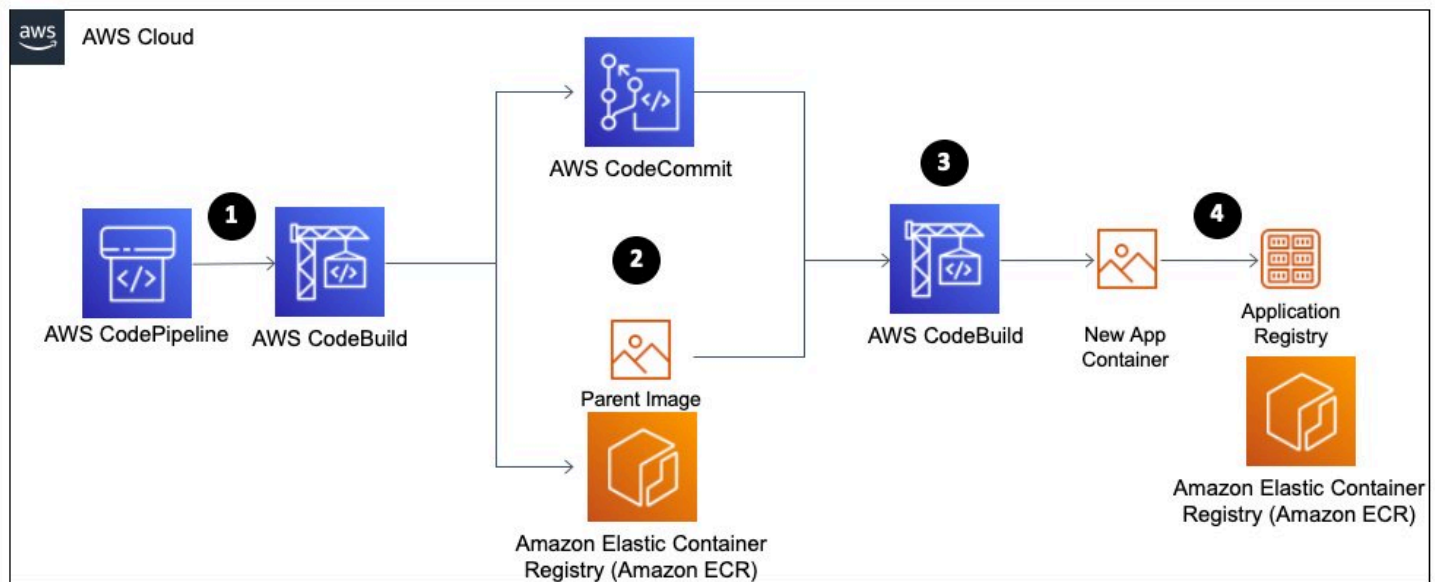 aws
AWS Cloud
AWS CodeCommit
1
AWS CodePipeline
AWS CodeBuild
2
Parent Image
Amazon Elastic Container
Registry (Amazon ECR)
3
AWS CodeBuild
New App
Container
4
Application
Registry
Amazon Elastic Container
Registry (Amazon ECR)